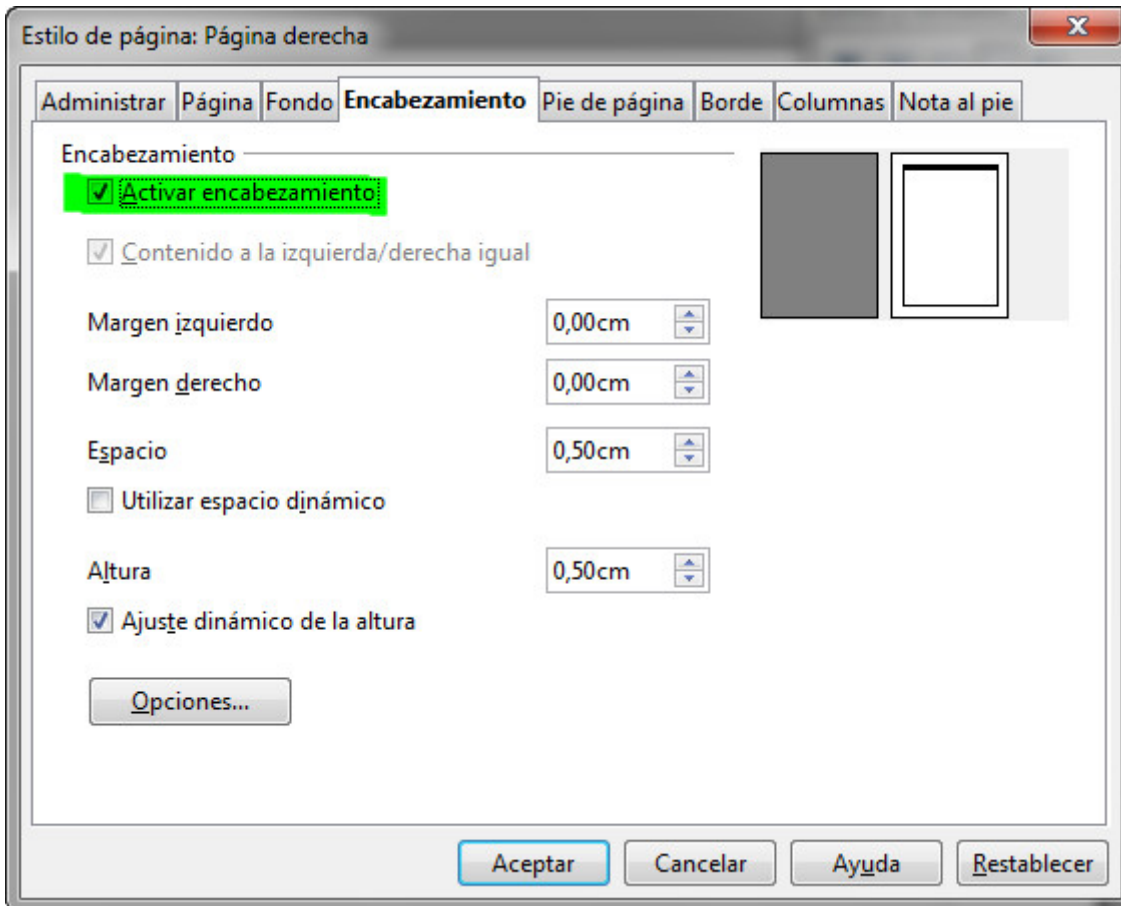 Estilo de página: Página derecha
Administrar Página Fondo Encabezamiento Pie de página Borde Columnas Nota al pie
Encabezamiento
Activar encabezamiento
Contenido a la izquierda/derecha igual
Margen izquierdo 0,00cm
Margen derecho 0,00cm
Espacio 0,50cm
Utilizar espacio dinámico
Altura 0,50cm
Ajuste dinámico de la altura
Opciones...
Aceptar Cancelar Ayuda Restablecer